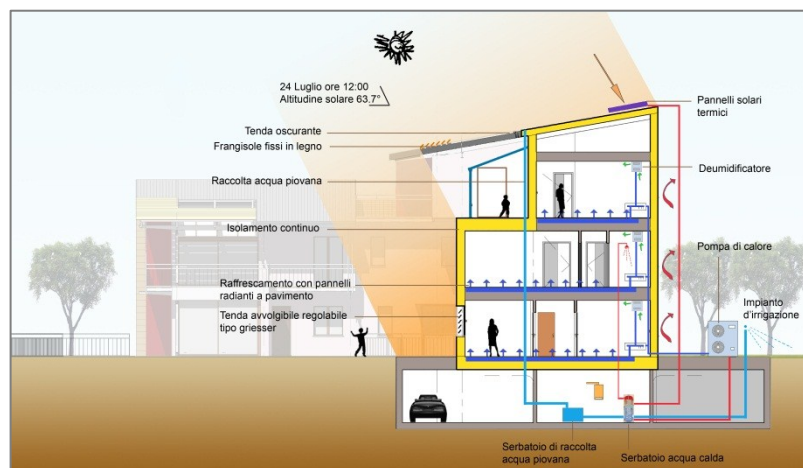 24 Luglio ore 12:00
Altitudine solare 63.7°
Pannelli solari
termici
Tenda oscurante
Frangisole fissi in legno
Deumidificatore
Raccolta acqua piovana
Isolamento continuo
Pompa di calore
Raffrescamento con pannelli
radianti a pavimento
Impianto
d'irrigazione
Tenda avvolgibile regolabile
tipo griesser
Serbatoio di raccolta
acqua piovana
Serbatoio acqua calda